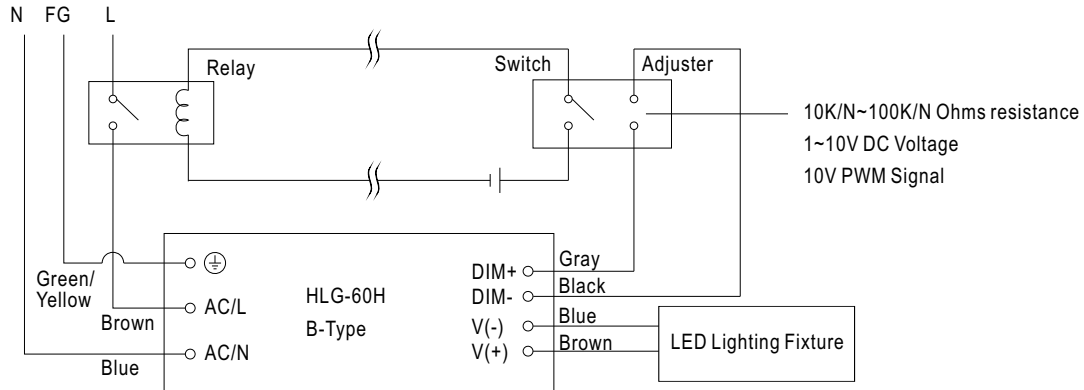 N FG L
Relay
Switch
Adjuster
10K/N~100K/N Ohms resistance
1~10V DC Voltage
10V PWM Signal
Green/
Yellow
Brown
Blue
AC/L
AC/N
HLG-60H
B-Type
DIM+
DIM-
V(-)
V(+)
Gray
Black
Blue
Brown
LED Lighting Fixture